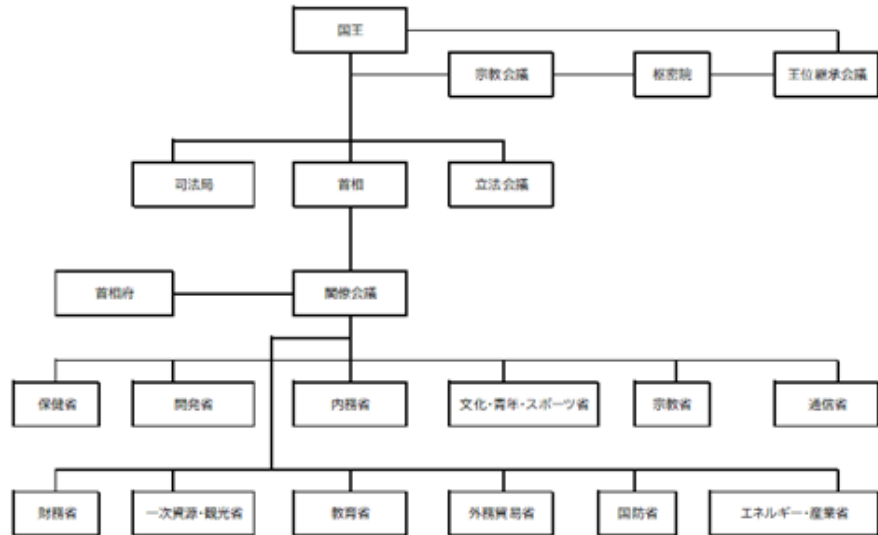 国王
宗教会議
枢密院
王位継承会議
司法局
首相
立法会議
首相府
閣僚会議
保健省
開発省
内務省
文化・青年・スポーツ省
宗教省
通信省
財務省
一次資源・観光省
教育省
外務貿易省
国防省
エネルギー・産業省